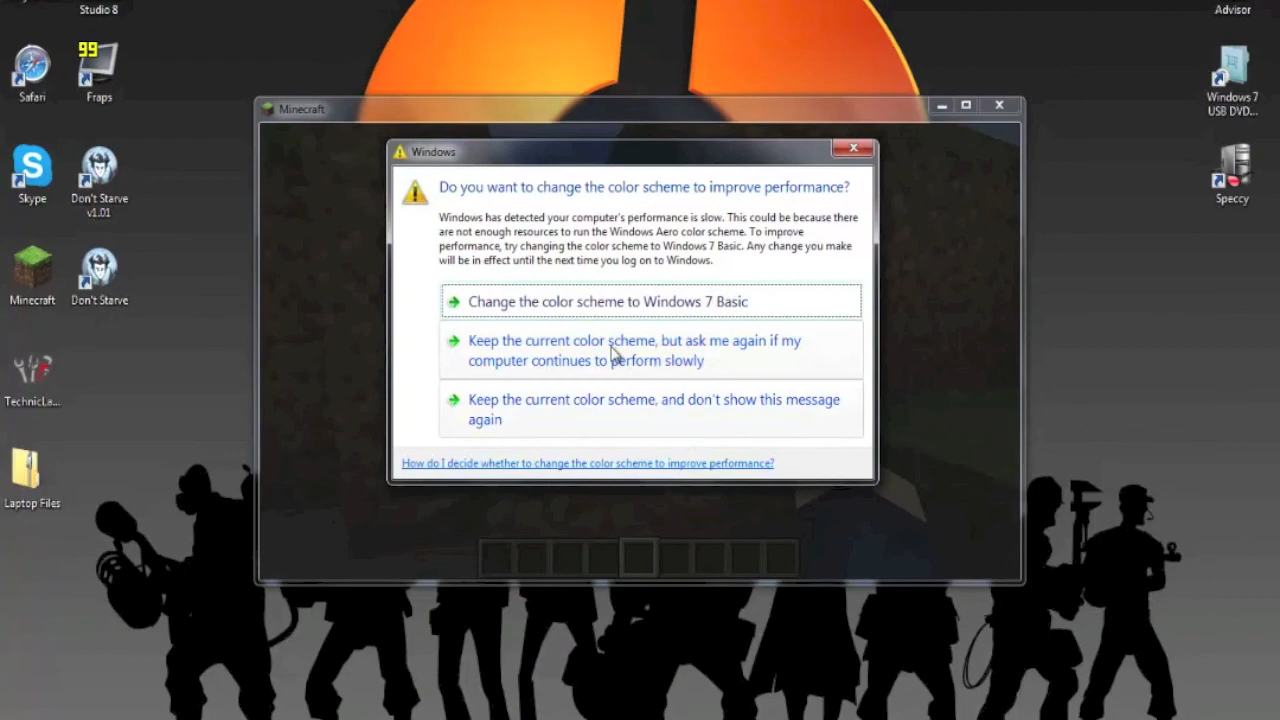 Studio 8
Advisor
99
Safari
Fraps
Windows 7
USB DVD...
Minecraft
Windows
Do you want to change the color scheme to improve performance?
Windows has detected your computer's performance is slow. This could be because there
are not enough resources to run the Windows Aero color scheme. To improve
performance, try changing the color scheme to Windows 7 Basic. Any change you make
will be in effect until the next time you log on to Windows.
Change the color scheme to Windows 7 Basic
Keep the current color scheme, but ask me again if my
computer continues to perform slowly
Keep the current color scheme, and don't show this message
again
How do I decide whether to change the color scheme to improve performance?
S
Skype
Don't Starve
v1.01
Speccy
Minecraft
Don't Starve
TechnicLa...
Laptop Files